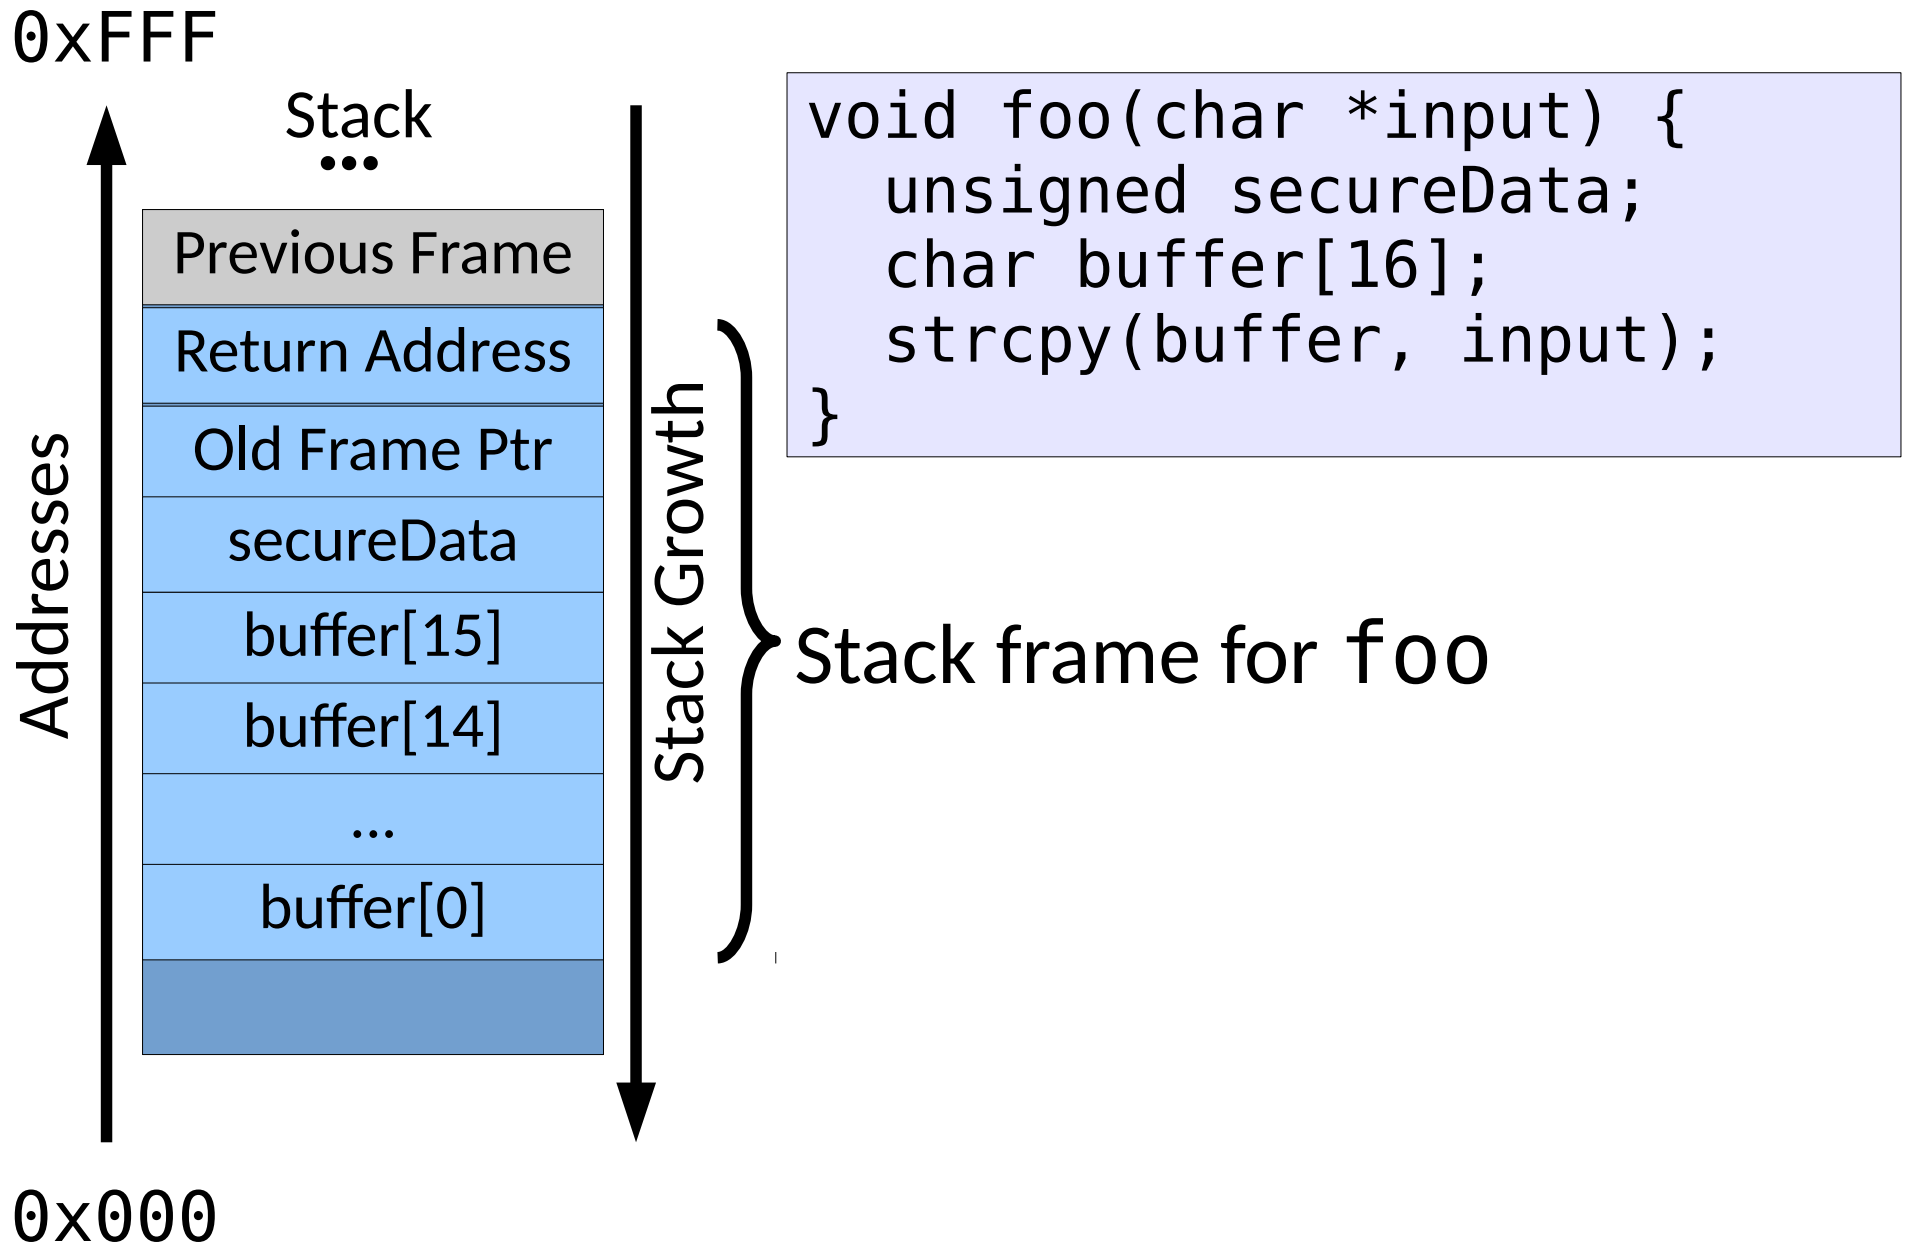 0xFFF
Stack
•••
Previous Frame
Return Address
Old Frame Ptr
secureData
buffer[15]
buffer[14]
...
buffer[0]
Addresses
Stack Growth
0x000
void foo(char *input) {
  unsigned secureData;
  char buffer[16];
  strcpy(buffer, input);
}
Stack frame for foo